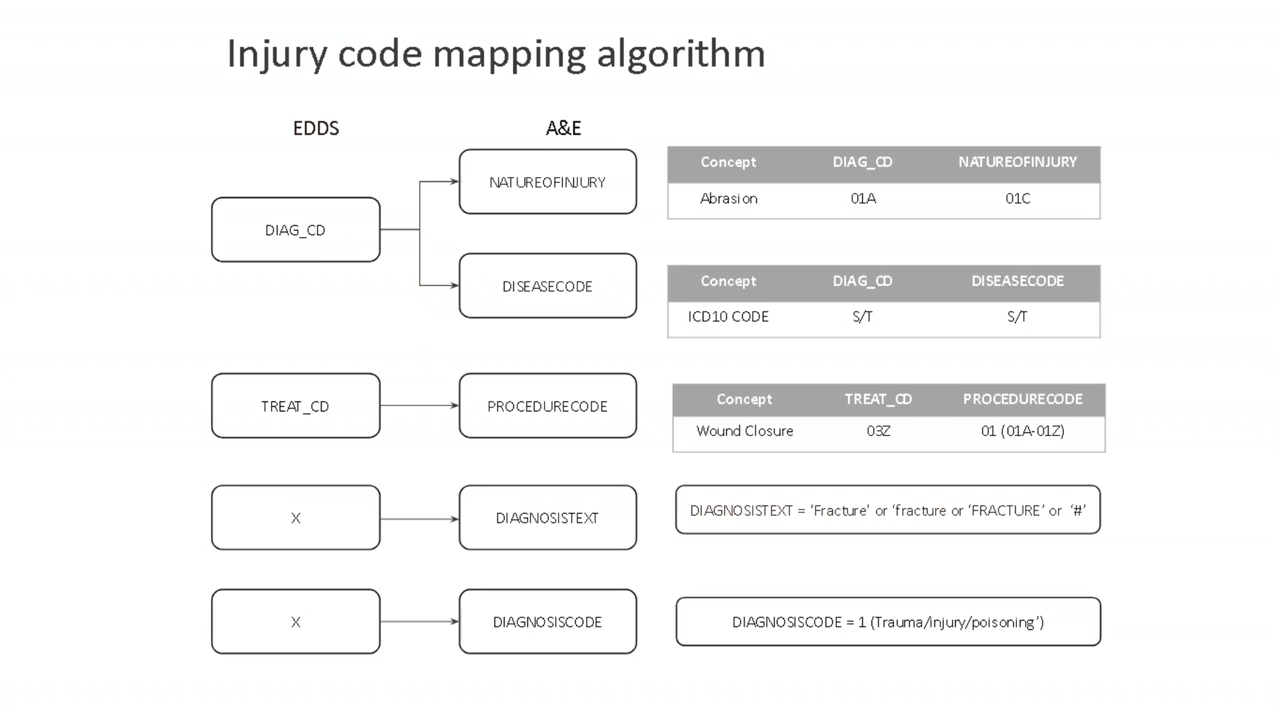 Injury code mapping algorithm
EDDS
A&E
DIAG_CD
NATUREOFINJURY
DISEASECODE
Concept DIAG_CD NATUREOFINJURY
Abrasion 01A 01C
Concept DIAG_CD DISEASECODE
ICD10 CODE S/T S/T
TREAT_CD
PROCEDURECODE
Concept TREAT_CD PROCEDURECODE
Wound Closure 03Z 01 (01A-01Z)
X
DIAGNOSISTEXT
DIAGNOSISTEXT = ‘Fracture’ or ‘fracture or ‘FRACTURE’ or ‘#’
X
DIAGNOSISCODE
DIAGNOSISCODE = 1 (Trauma/injury/poisoning’)